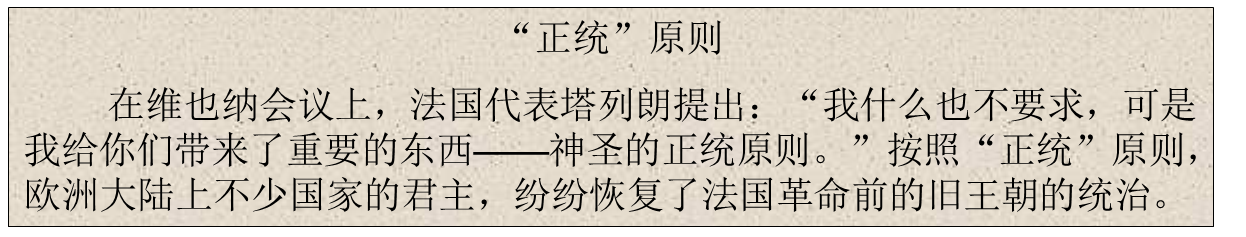 “正统”原则
在维也纳会议上，法国代表塔列朗提出：“我什么也不要求，可是
我给你们带来了重要的东西——神圣的正统原则。”按照“正统”原则，
欧洲大陆上不少国家的君主，纷纷恢复了法国革命前的旧王朝的统治。